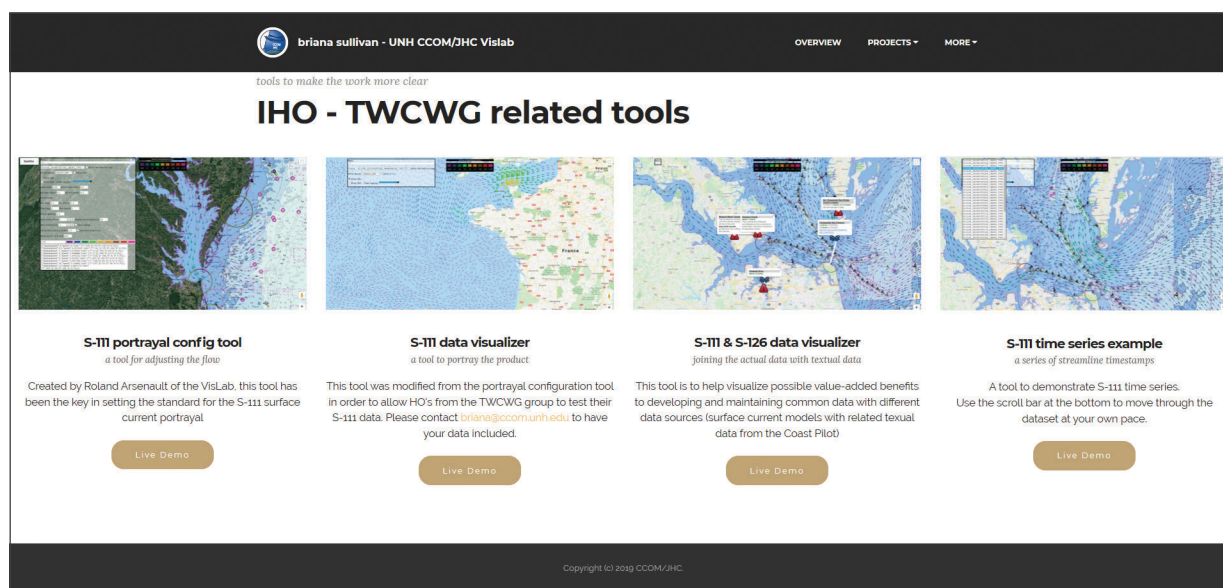 briana sullivan - UNH CCOM/JHC Vislab
OVERVIEW
PROJECTS
MORE
tools to make the work more clear
IHO - TWCWG related tools
France
S-111 portrayal config tool
a tool for adjusting the flow
Created by Roland Arsenault of the VisLab, this tool has
been the key in setting the standard for the S-111 surface
current portrayal
Live Demo
S-111 data visualizer
a tool to portray the product
This tool was modified from the portrayal configuration tool
in order to allow HO's from the TWCWG group to test their
S-111 data. Please contact briana@ccom.unh.edu to have
your data included.
Live Demo
S-111 & S-126 data visualizer
joining the actual data with textual data
This tool is to help visualize possible value-added benefits
to developing and maintaining common data with different
data sources (surface current models with related texual
data from the Coast Pilot)
Live Demo
S-111 time series example
a series of streamline timestamps
A tool to demonstrate S-111 time series.
Use the scroll bar at the bottom to move through the
dataset at your own pace.
Live Demo
Copyright (c) 2019 CCOM/JHC.